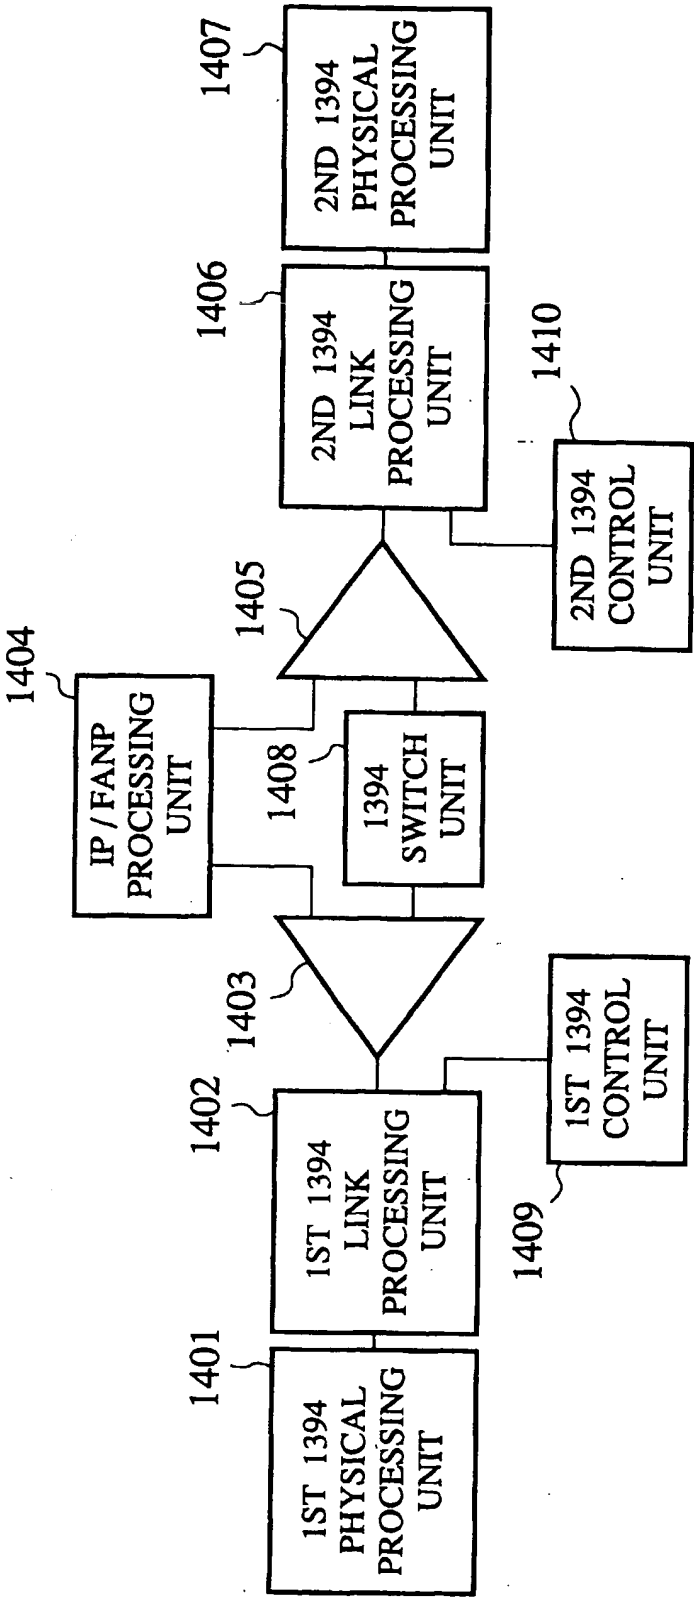 1404
IP / FANP
PROCESSING
UNIT
1401
1ST 1394
PHYSICAL
PROCESSING
UNIT
1402
1ST 1394
LINK
PROCESSING
UNIT
1403
1408
1394
SWITCH
UNIT
1405
1406
2ND 1394
LINK
PROCESSING
UNIT
1407
2ND 1394
PHYSICAL
PROCESSING
UNIT
1409
1ST 1394
CONTROL
UNIT
1410
2ND 1394
CONTROL
UNIT